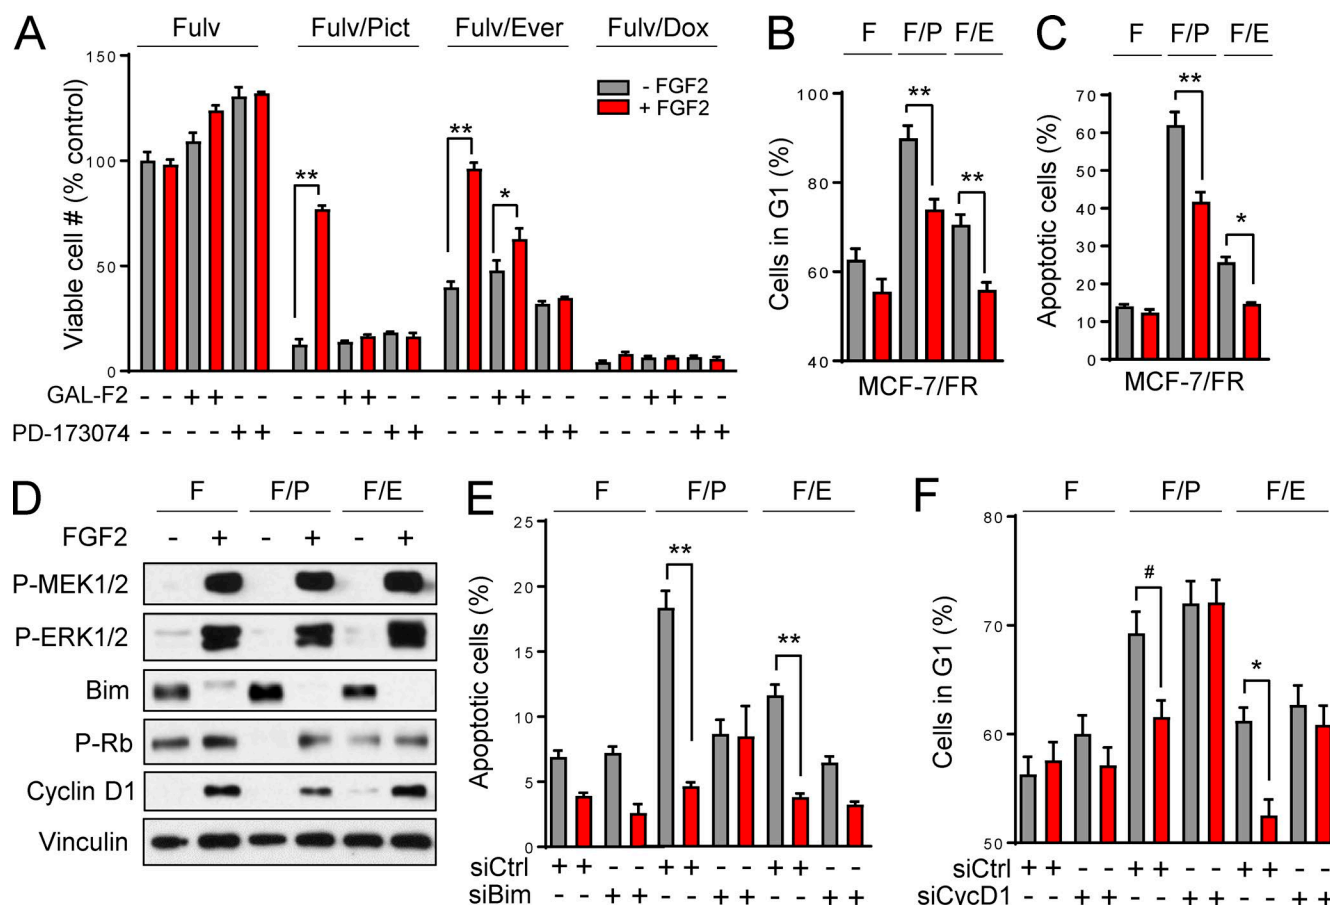 A
Fulv Fulv/Pict Fulv/Ever Fulv/Dox
- FGF2
+ FGF2
Viable cell # (% control)
150
100
50
0
** ** *
GAL-F2 - - + + - - - - + + - - - - + + - - - - + + - -
PD-173074 - - - - + + - - - - + + - - - - + + - - - - + +
B
F F/P F/E
Cells in G1 (%)
100
80
60
40
** **
MCF-7/FR
C
F F/P F/E
Apoptotic cells (%)
70
60
50
40
30
20
10
0
** *
MCF-7/FR
D
F F/P F/E
FGF2 - + - + - +
P-MEK1/2
P-ERK1/2
Bim
P-Rb
Cyclin D1
Vinculin
E
F F/P F/E
Apoptotic cells (%)
25
20
15
10
5
0
** **
siCtrl + + - - + + - - + + - -
siBim - - + + - - + + - - + +
F
F F/P F/E
Cells in G1 (%)
80
70
60
50
# *
siCtrl + + - - + + - - + + - -
siCycD1 - - + + - - + + - - + +